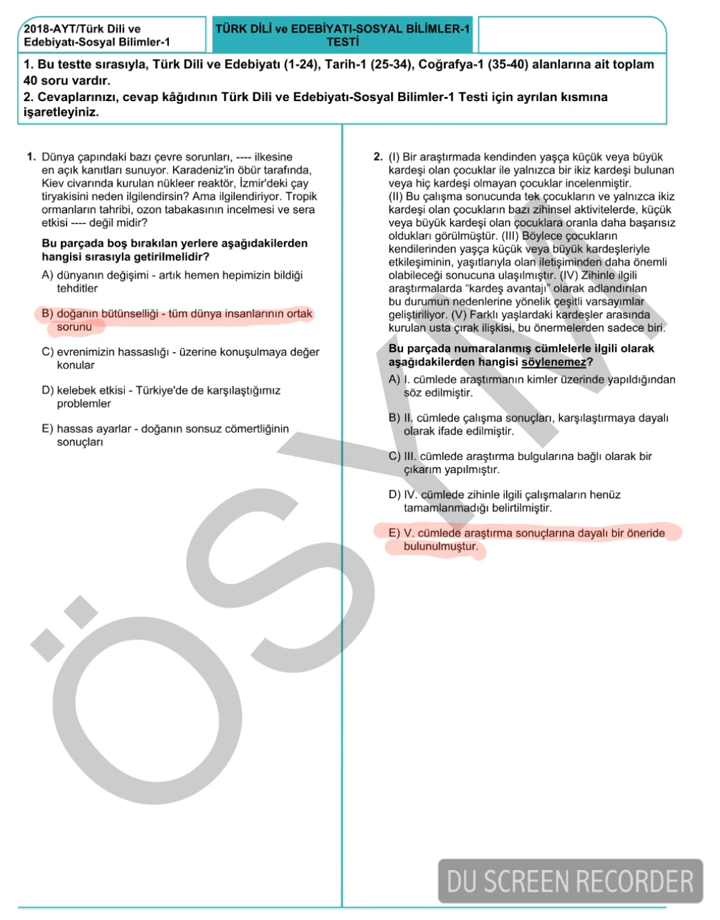 2018-AYT/Türk Dili ve
Edebiyatı-Sosyal Bilimler-1
TÜRK DİLİ ve EDEBİYATI-SOSYAL BİLİMLER-1
TESTİ
1. Bu testte sırasıyla, Türk Dili ve Edebiyatı (1-24), Tarih-1 (25-34), Coğrafya-1 (35-40) alanlarına ait toplam
40 soru vardır.
2. Cevaplarınızı, cevap kâğıdının Türk Dili ve Edebiyatı-Sosyal Bilimler-1 Testi için ayrılan kısmına
işaretleyiniz.
1. Dünya çapındaki bazı çevre sorunları, ---- ilkesine
en açık kanıtları sunuyor. Karadeniz'in öbür tarafında,
Kiev civarında kurulan nükleer reaktör, İzmir'deki çay
tiryakisini neden ilgilendirsin? Ama ilgilendiriyor. Tropik
ormanların tahribi, ozon tabakasının incelmesi ve sera
etkisi ---- değil midir?
Bu parçada boş bırakılan yerlere aşağıdakilerden
hangisi sırasıyla getirilmelidir?
A) dünyanın değişimi - artık hemen hepimizin bildiği
tehditler
B) doğanın bütünselliği - tüm dünya insanlarının ortak
sorunu
C) evrenimizin hassaslığı - üzerine konuşulmaya değer
konular
D) kelebek etkisi - Türkiye'de de karşılaştığımız
problemler
E) hassas ayarlar - doğanın sonsuz cömertliğinin
sonuçları
2. (I) Bir araştırmada kendinden yaşça küçük veya büyük
kardeşi olan çocuklar ile yalnızca bir ikiz kardeşi bulunan
veya hiç kardeşi olmayan çocuklar incelenmiştir.
(II) Bu çalışma sonucunda tek çocukların ve yalnızca ikiz
kardeşi olan çocukların bazı zihinsel aktivitelerde, küçük
veya büyük kardeşi olan çocuklara oranla daha başarısız
oldukları görülmüştür. (III) Böylece çocukların
kendilerinden yaşça küçük veya büyük kardeşleriyle
etkileşiminin, yaşıtlarıyla olan iletişiminden daha önemli
olabileceği sonucuna ulaşılmıştır. (IV) Zihinle ilgili
araştırmalarda “kardeş avantajı” olarak adlandırılan
bu durumun nedenlerine yönelik çeşitli varsayımlar
geliştiriliyor. (V) Farklı yaşlardaki kardeşler arasında
kurulan usta çırak ilişkisi, bu önermelerden sadece biri.
Bu parçada numaralanmış cümlelerle ilgili olarak
aşağıdakilerden hangisi söylenemez?
A) I. cümlede araştırmanın kimler üzerinde yapıldığından
söz edilmiştir.
B) II. cümlede çalışma sonuçları, karşılaştırmaya dayalı
olarak ifade edilmiştir.
C) III. cümlede araştırma bulgularına bağlı olarak bir
çıkarım yapılmıştır.
D) IV. cümlede zihinle ilgili çalışmaların henüz
tamamlanmadığı belirtilmiştir.
E) V. cümlede araştırma sonuçlarına dayalı bir öneride
bulunulmuştur.
ÖSYM
DU SCREEN RECORDER